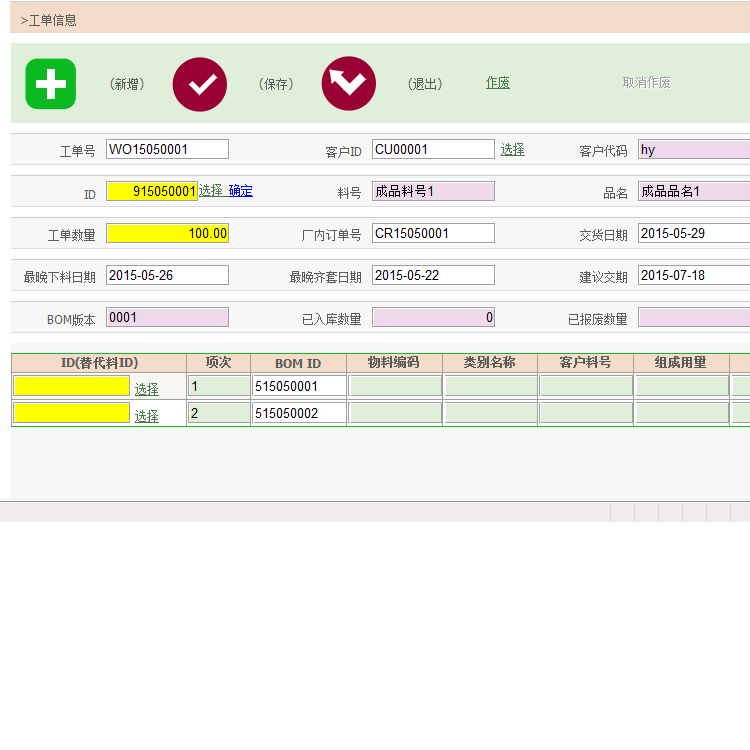 >工单信息
（新增） （保存） （退出） 作废 取消作废
工单号 WO15050001 客户ID CU00001 选择 客户代码 hy
ID 915050001 选择 确定 料号 成品料号1 品名 成品品名1
工单数量 100.00 厂内订单号 CR15050001 交货日期 2015-05-29
最晚下料日期 2015-05-26 最晚齐套日期 2015-05-22 建议交期 2015-07-18
BOM版本 0001 已入库数量 0 已报废数量
ID(替代料ID) 项次 BOM ID 物料编码 类别名称 客户料号 组成用量
选择 1 515050001
选择 2 515050002